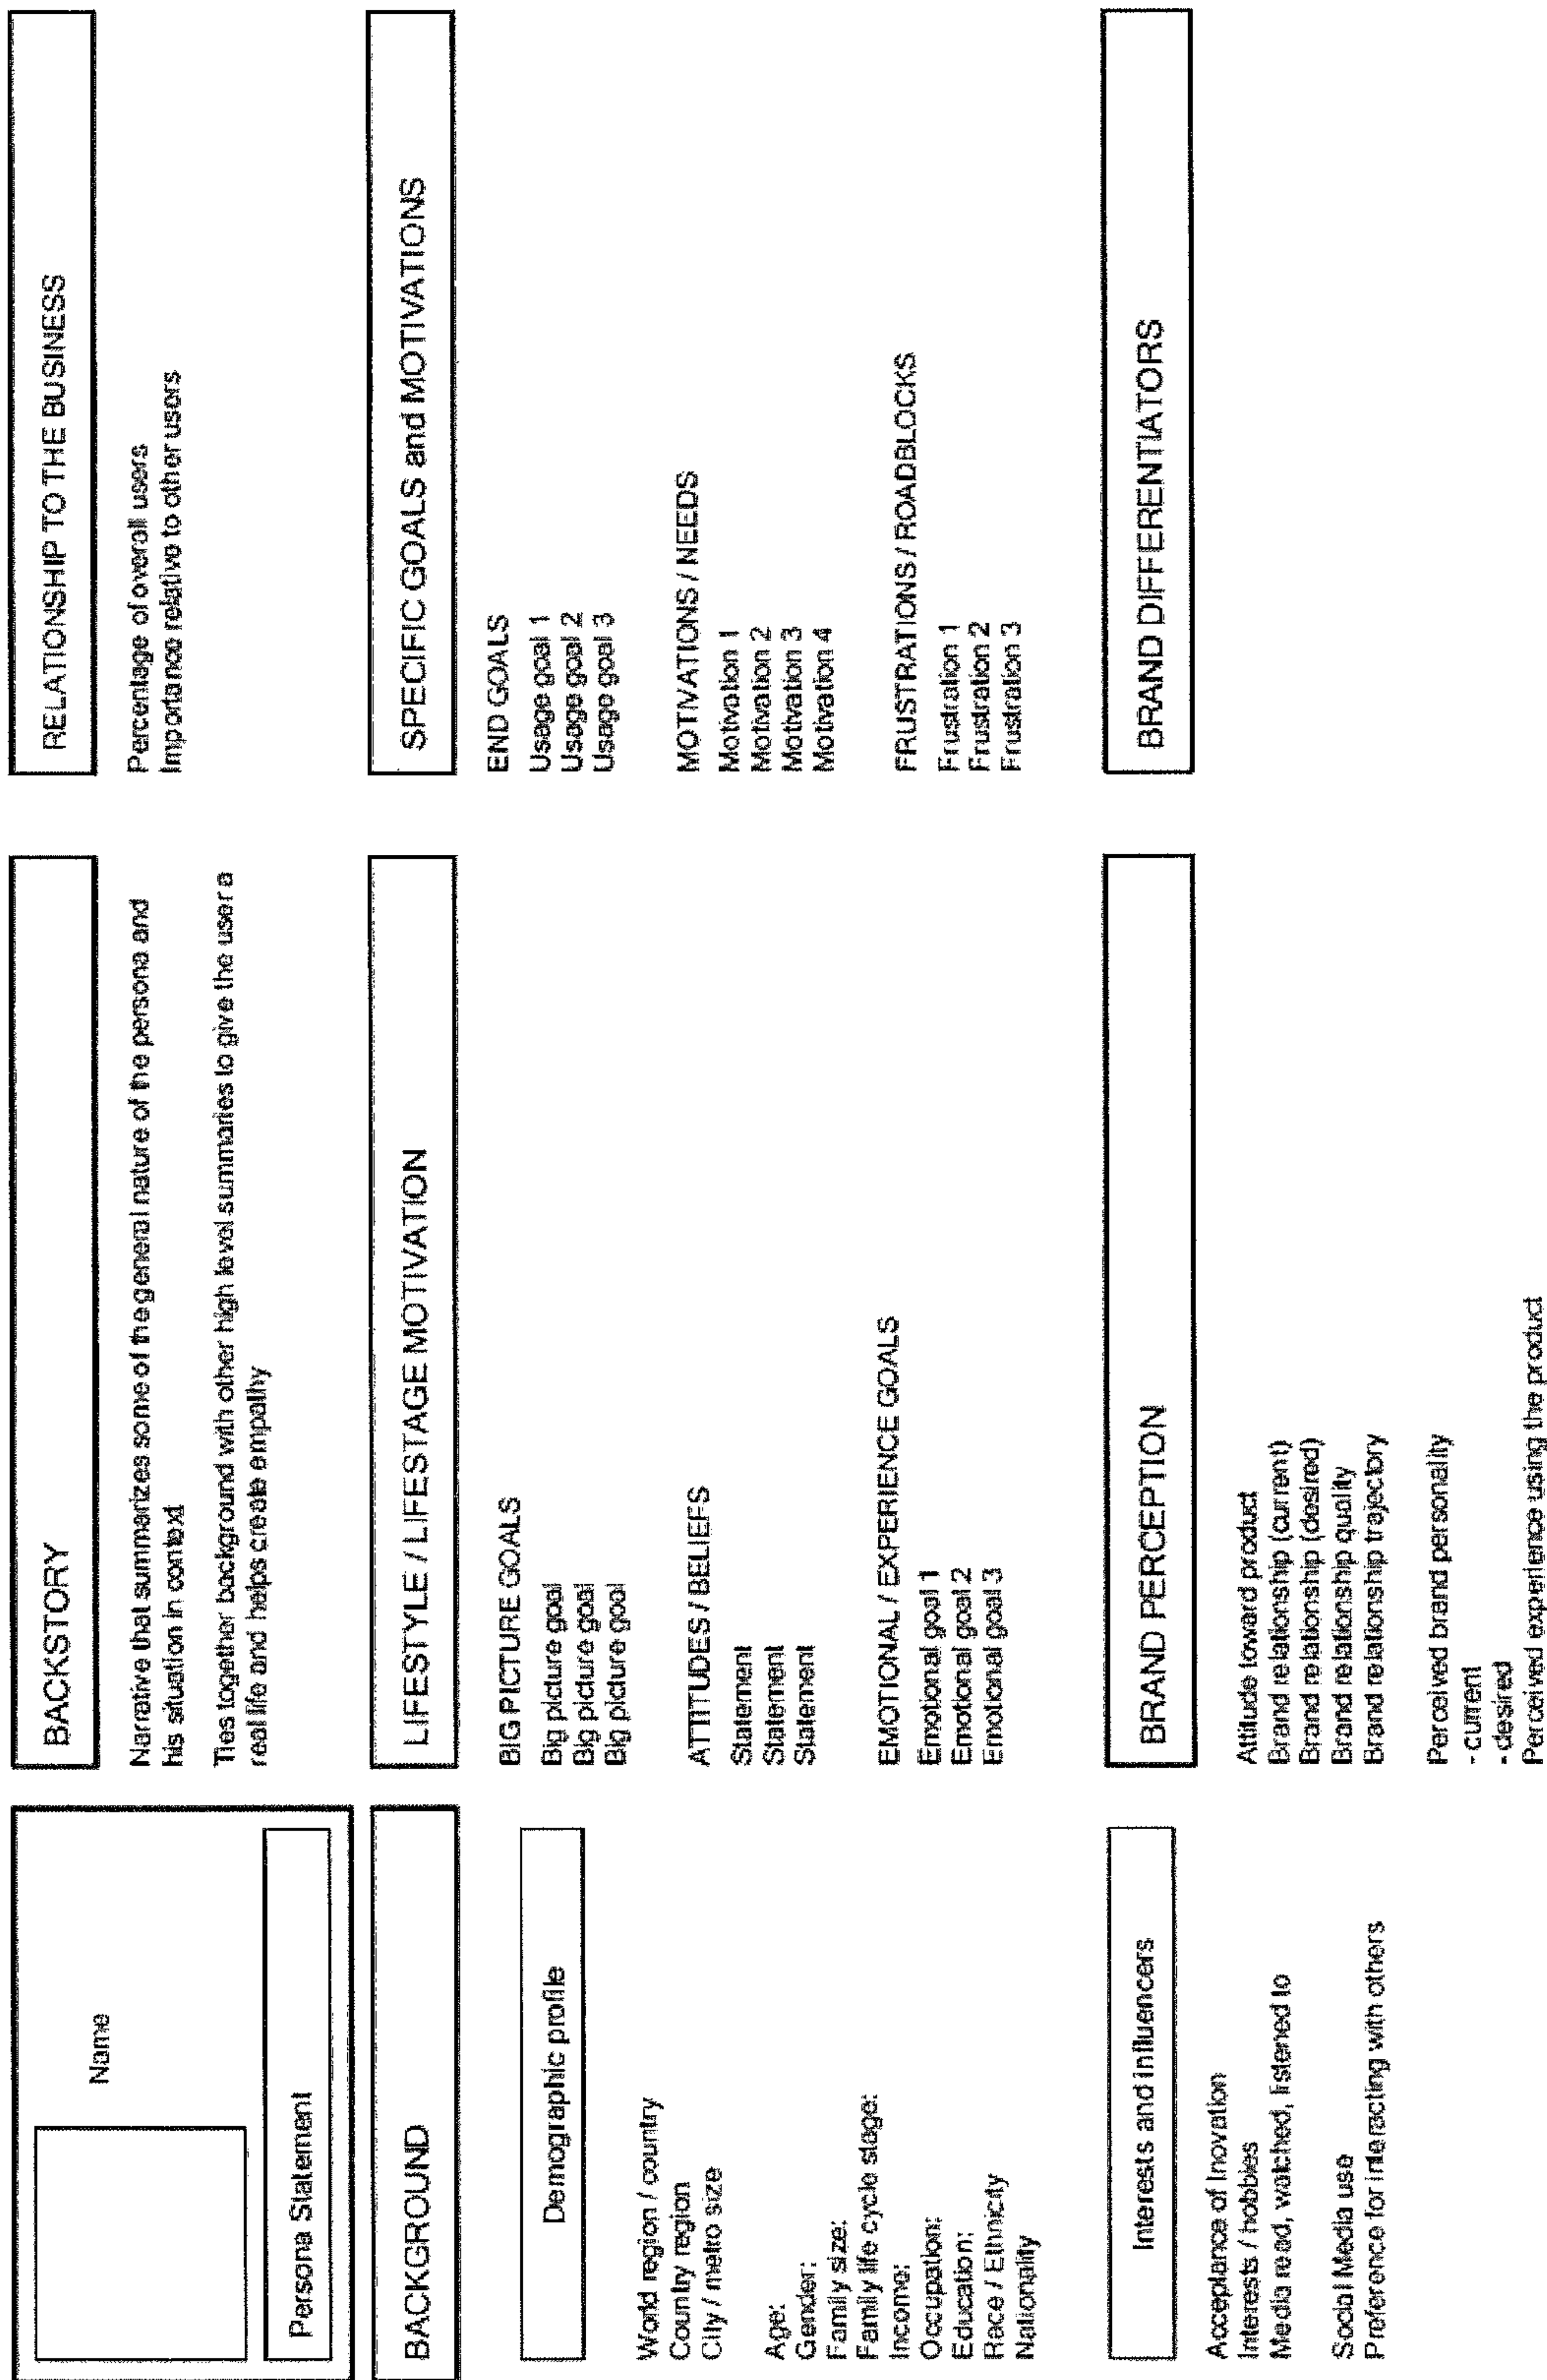 Name
Persona Statement
BACKGROUND
Demographic profile
World region / country
Country region
City / metro size
Age:
Gender:
Family size:
Family life cycle stage:
Income:
Occupation:
Education:
Race / Ethnicity
Nationality
Interests and influencers
Acceptance of Inovation
Interests / hobbies
Media read, watched, listened to
Social Media use
Preference for interacting with others
BACKSTORY
Narrative that summarizes some of the general nature of the persona and
his situation in context
Ties together background with other high level summaries to give the user a
real life and helps create empathy
LIFESTYLE / LIFESTAGE MOTIVATION
BIG PICTURE GOALS
Big picture goal
Big picture goal
Big picture goal
ATTITUDES / BELIEFS
Statement
Statement
Statement
EMOTIONAL / EXPERIENCE GOALS
Emotional goal 1
Emotional goal 2
Emotional goal 3
BRAND PERCEPTION
Attitude toward product
Brand relationship (current)
Brand relationship (desired)
Brand relationship quality
Brand relationship trajectory
Perceived brand personality
- current
- desired
Perceived experience using the product
RELATIONSHIP TO THE BUSINESS
Percentage of overall users
Importance relative to other users
SPECIFIC GOALS and MOTIVATIONS
END GOALS
Usage goal 1
Usage goal 2
Usage goal 3
MOTIVATIONS / NEEDS
Motivation 1
Motivation 2
Motivation 3
Motivation 4
FRUSTRATIONS / ROADBLOCKS
Frustration 1
Frustration 2
Frustration 3
BRAND DIFFERENTIATORS